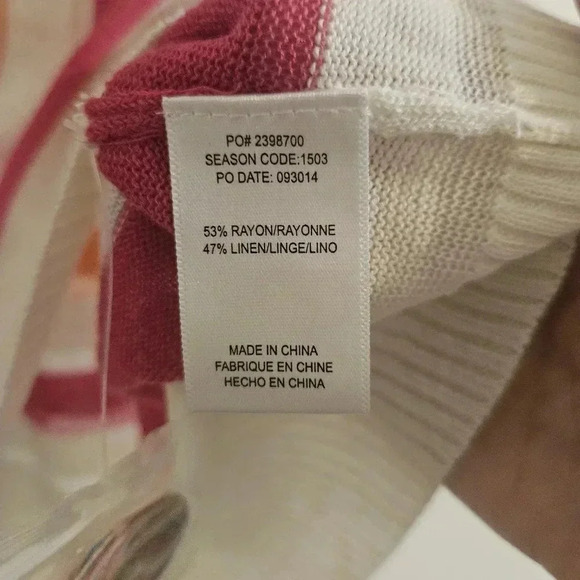 PO# 2398700
SEASON CODE:1503
PO DATE: 093014
53% RAYON/RAYONNE
47% LINEN/LINGE/LINO
MADE IN CHINA
FABRIQUE EN CHINE
HECHO EN CHINA